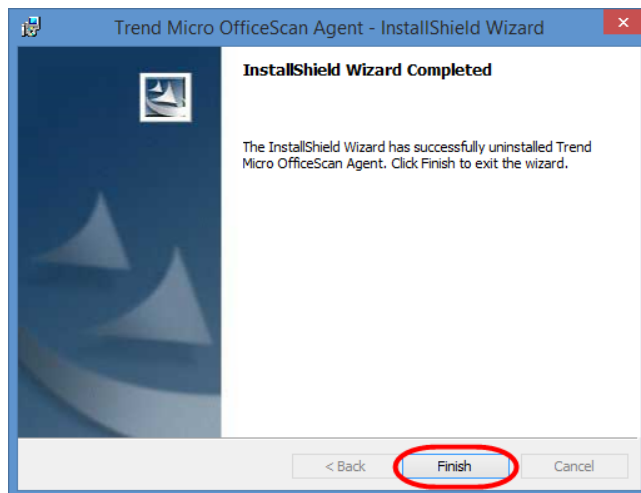 Trend Micro OfficeScan Agent - InstallShield Wizard
InstallShield Wizard Completed
The InstallShield Wizard has successfully uninstalled Trend
Micro OfficeScan Agent. Click Finish to exit the wizard.
< Back Finish Cancel